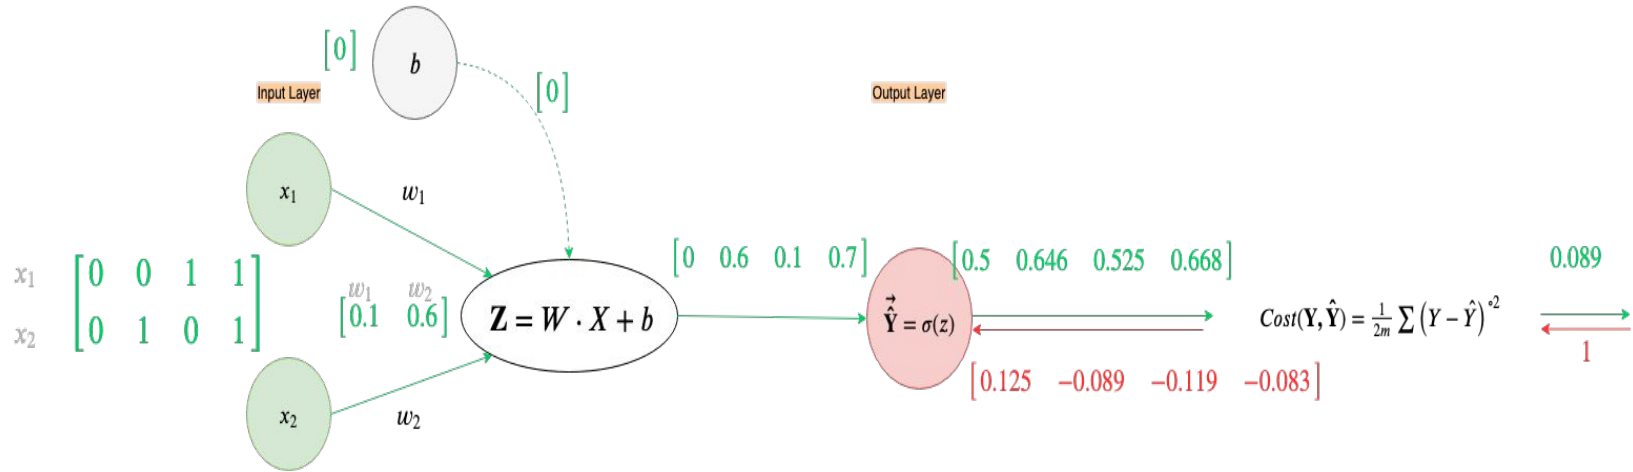 [0]
b
[0]
Input Layer
Output Layer
x₁
w₁
x₁ [0 0 1 1]
x₂ [0 1 0 1]
w₁ w₂
[0.1 0.6]
Z = W · X + b
[0 0.6 0.1 0.7]
Ŷ = σ(z)
[0.5 0.646 0.525 0.668]
Cost(Y, Ŷ) = 1/2m ∑ (Y − Ŷ)^∘2
0.089
1
[0.125 −0.089 −0.119 −0.083]
x₂
w₂